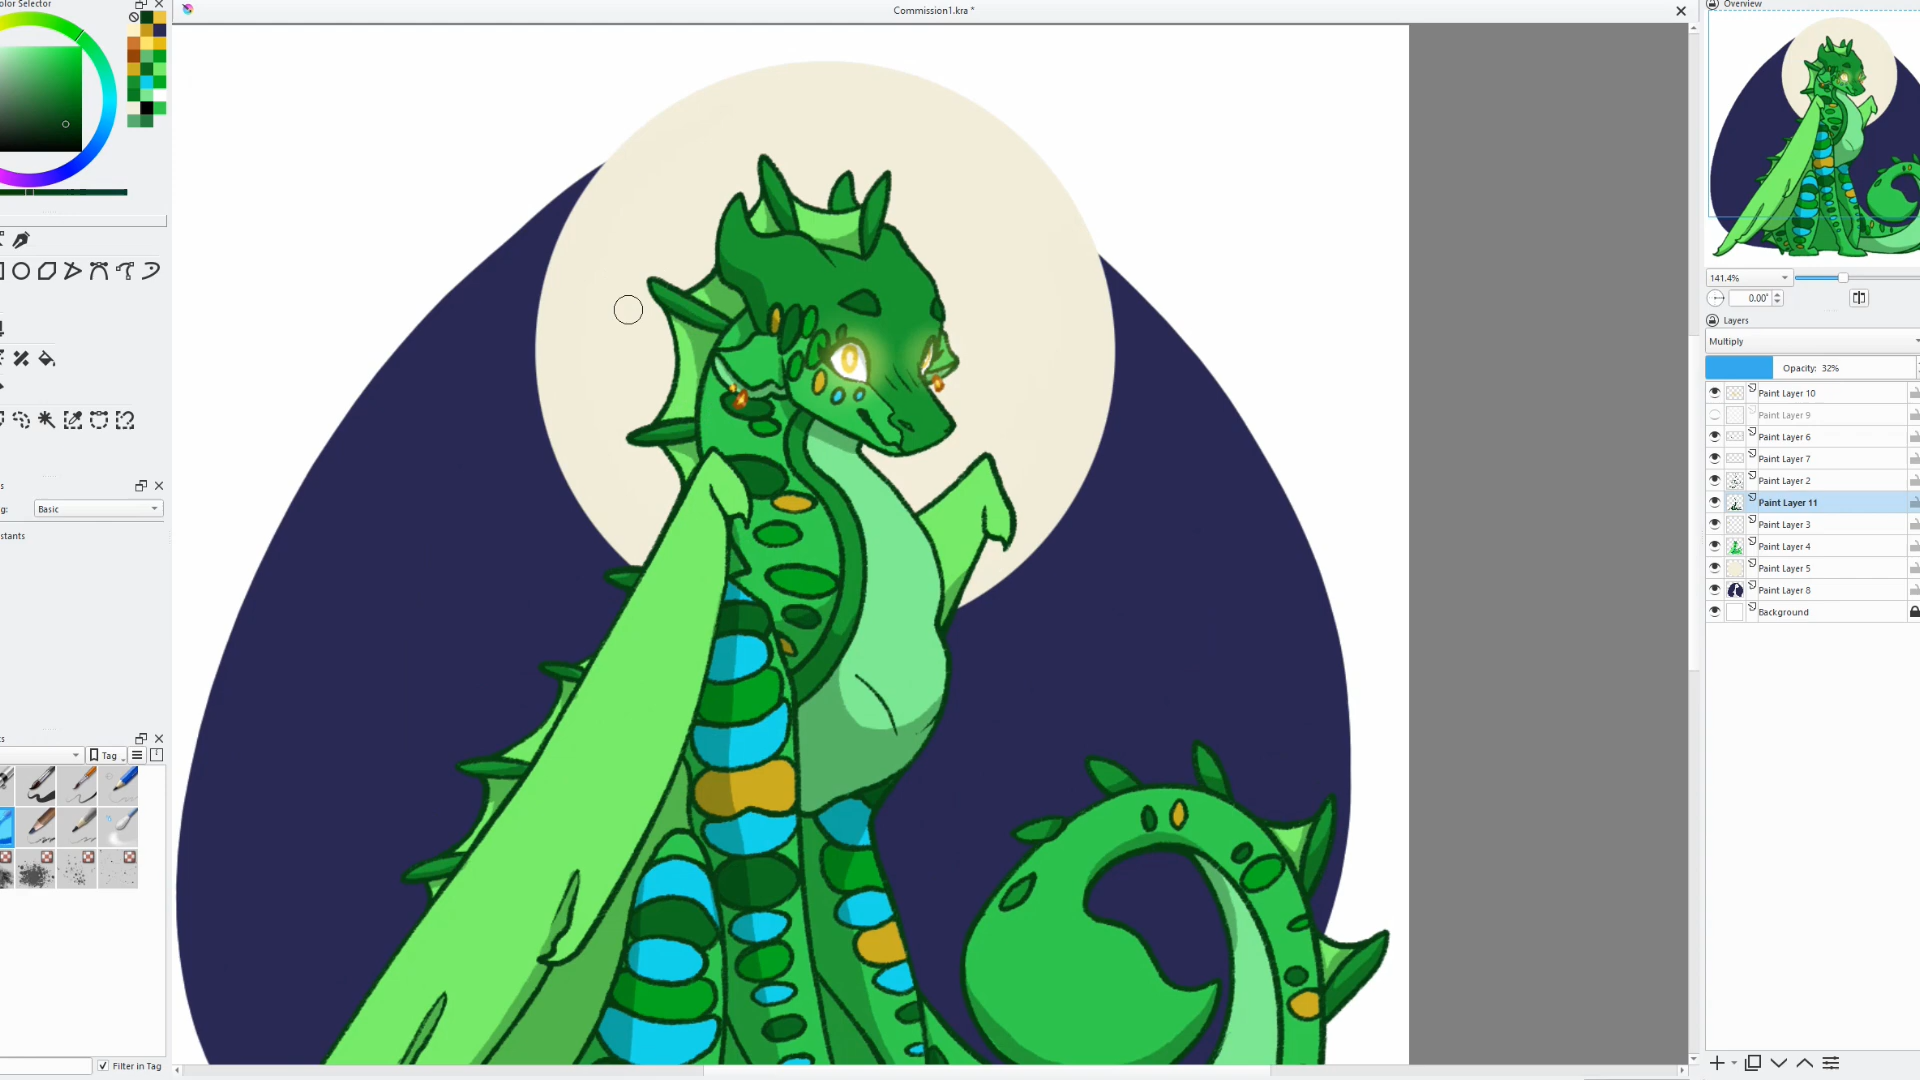 olor Selector
Commission1.kra *
Overview
141.4%
0.00°
Layers
Multiply
Opacity: 32%
Paint Layer 10
Paint Layer 9
Paint Layer 6
Paint Layer 7
Paint Layer 2
Paint Layer 11
Paint Layer 3
Paint Layer 4
Paint Layer 5
Paint Layer 8
Background
s
g:
Basic
stants
ts
Tag
Filter in Tag